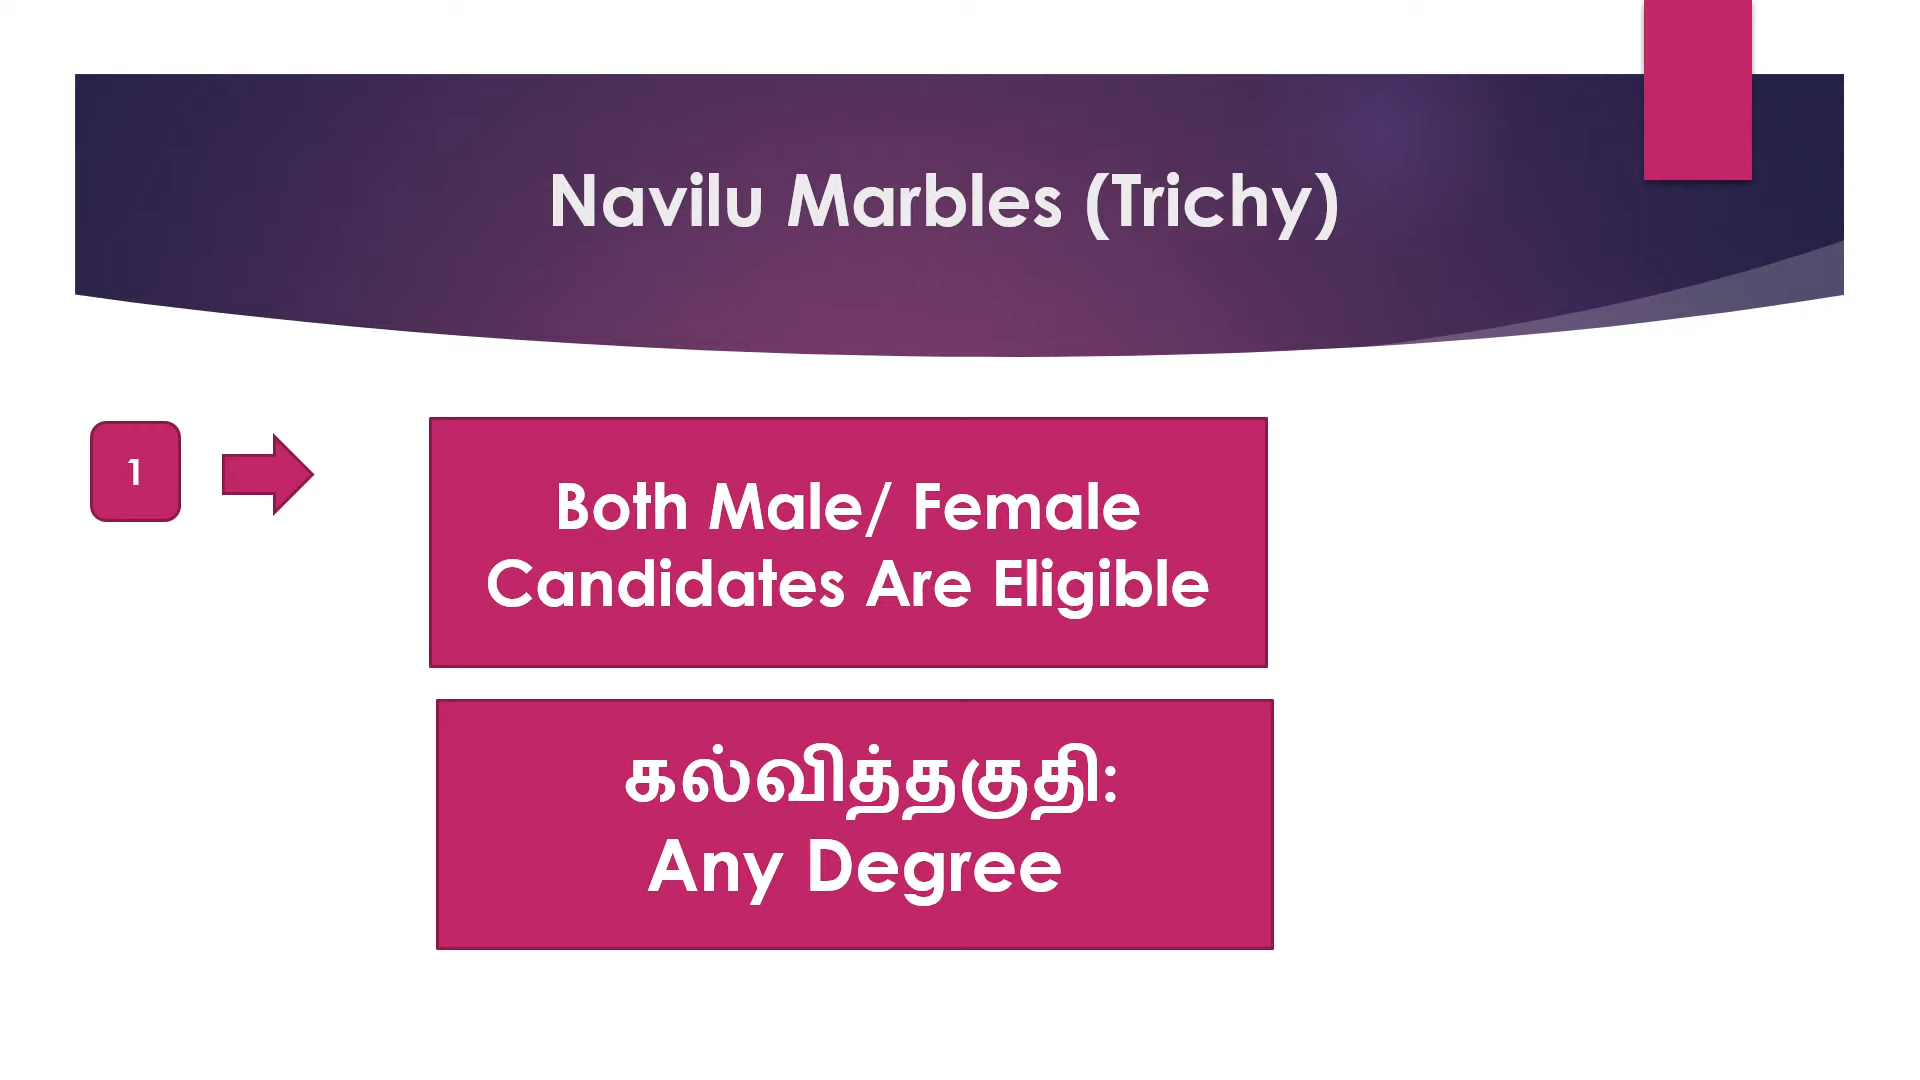 Navilu Marbles (Trichy)
1
Both Male/ Female
Candidates Are Eligible
கல்வித்தகுதி:
Any Degree